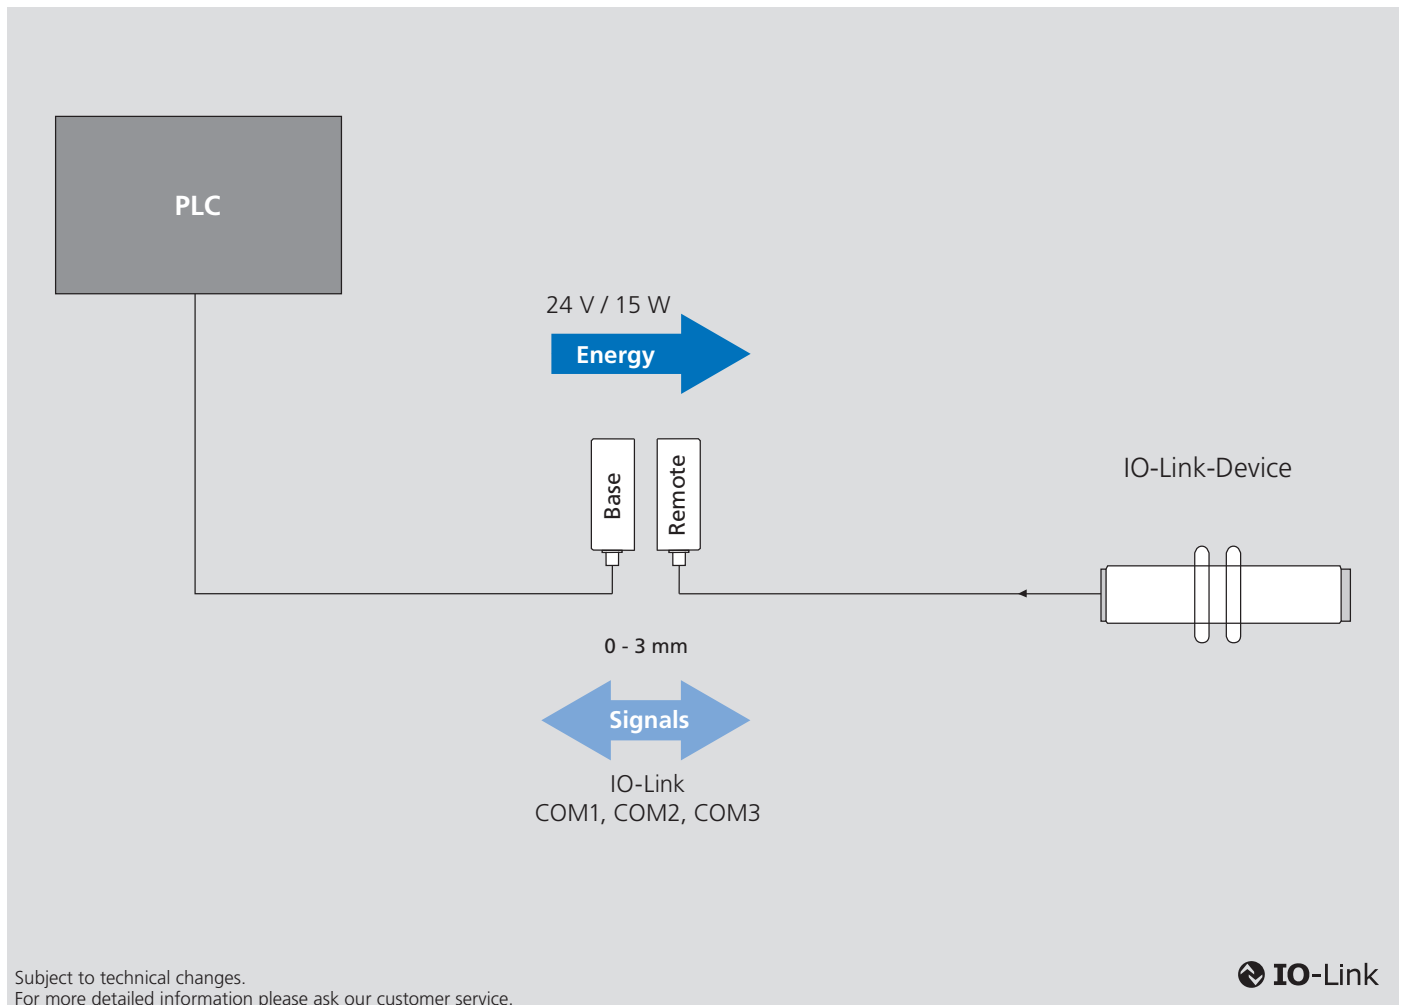 PLC
24 V / 15 W
Energy
Base
Remote
IO-Link-Device
0 - 3 mm
Signals
IO-Link
COM1, COM2, COM3
Subject to technical changes.
For more detailed information please ask our customer service.
IO-Link